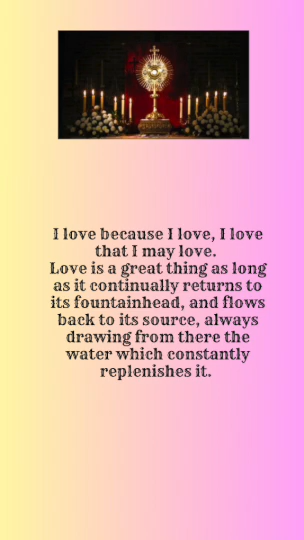 I love because I love, I love
that I may love.
Love is a great thing as long
as it continually returns to
its fountainhead, and flows
back to its source, always
drawing from there the
water which constantly
replenishes it.